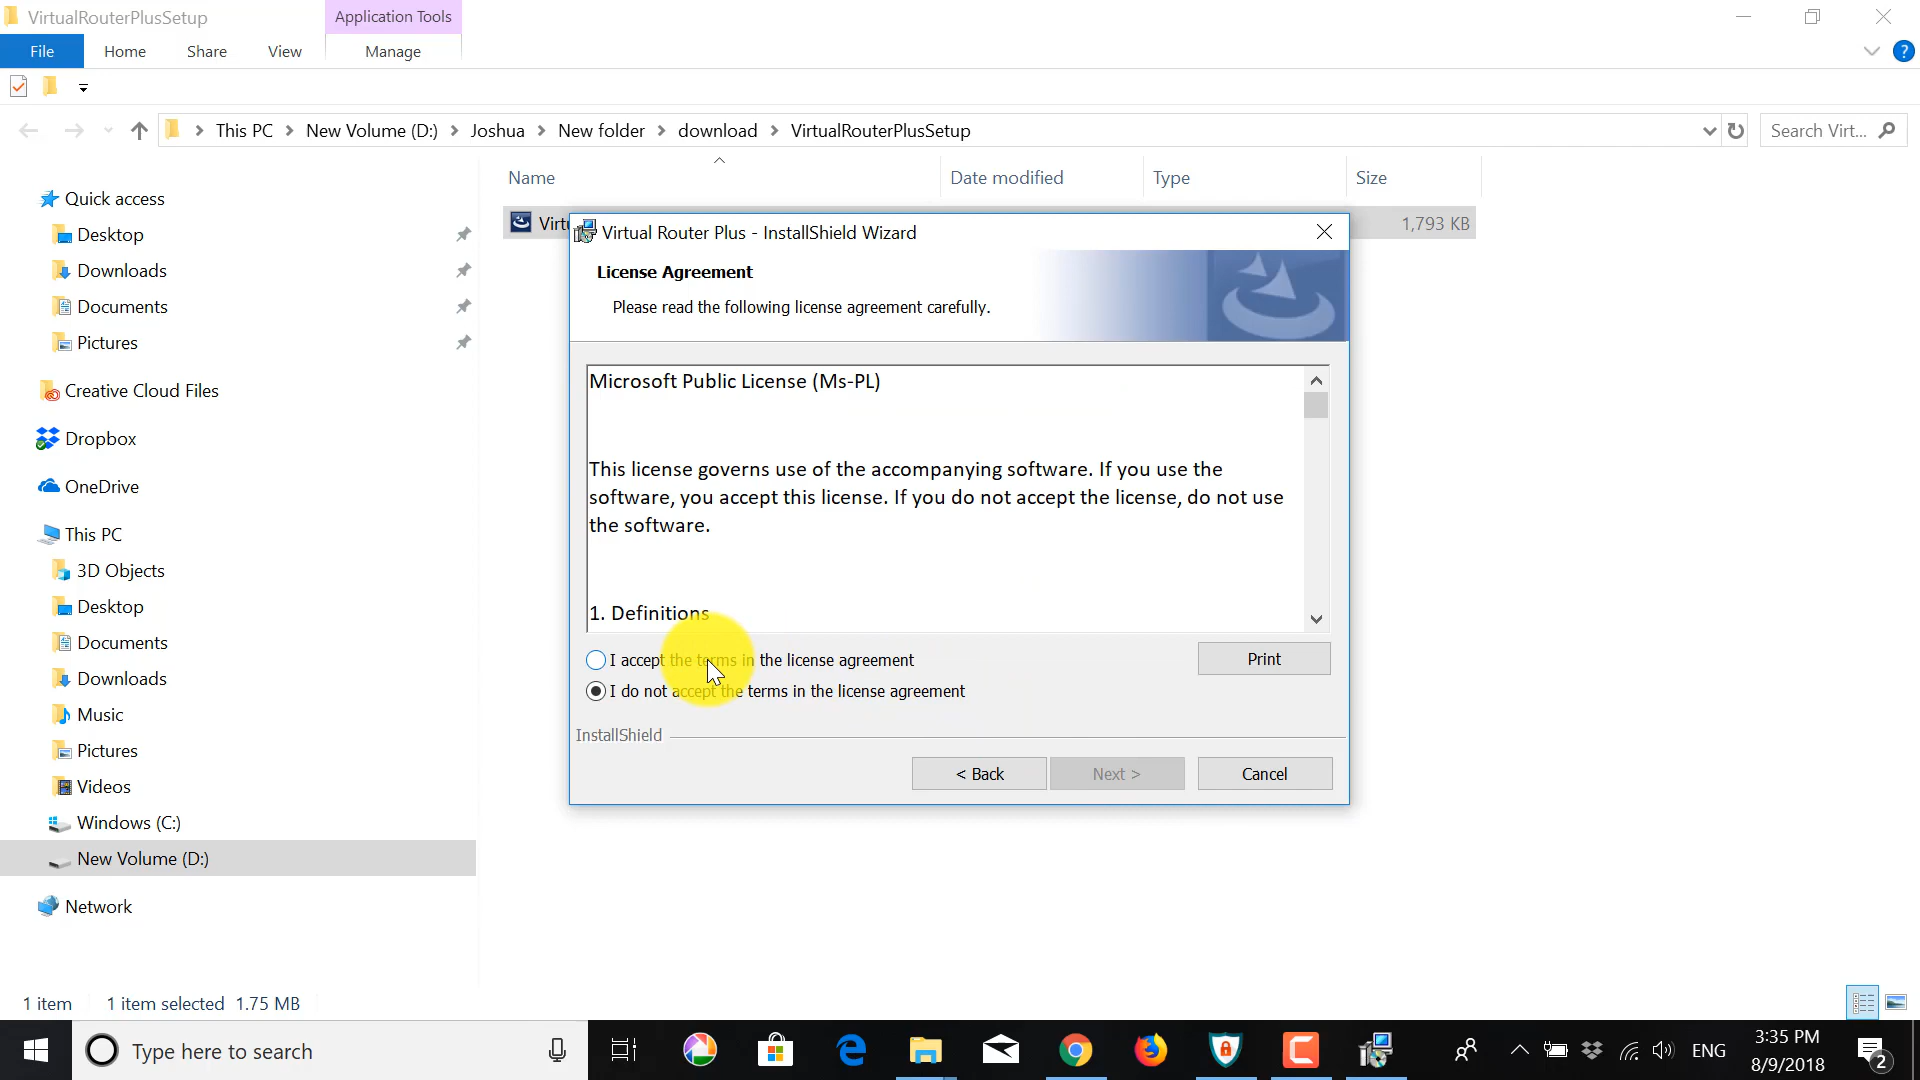 VirtualRouterPlusSetup
Application Tools
File
Home
Share
View
Manage
?
This PC
New Volume (D:)
Joshua
New folder
download
VirtualRouterPlusSetup
Search Virt...
Name
Date modified
Type
Size
Quick access
Desktop
Downloads
Documents
Pictures
Creative Cloud Files
Dropbox
OneDrive
This PC
3D Objects
Desktop
Documents
Downloads
Music
Pictures
Videos
Windows (C:)
New Volume (D:)
Network
1,793 KB
Virtual Router Plus - InstallShield Wizard
License Agreement
Please read the following license agreement carefully.
Microsoft Public License (Ms-PL)
This license governs use of the accompanying software. If you use the
software, you accept this license. If you do not accept the license, do not use
the software.
1. Definitions
I accept the terms in the license agreement
I do not accept the terms in the license agreement
Print
InstallShield
< Back
Next >
Cancel
1 item
1 item selected 1.75 MB
Type here to search
ENG
3:35 PM
8/9/2018
2